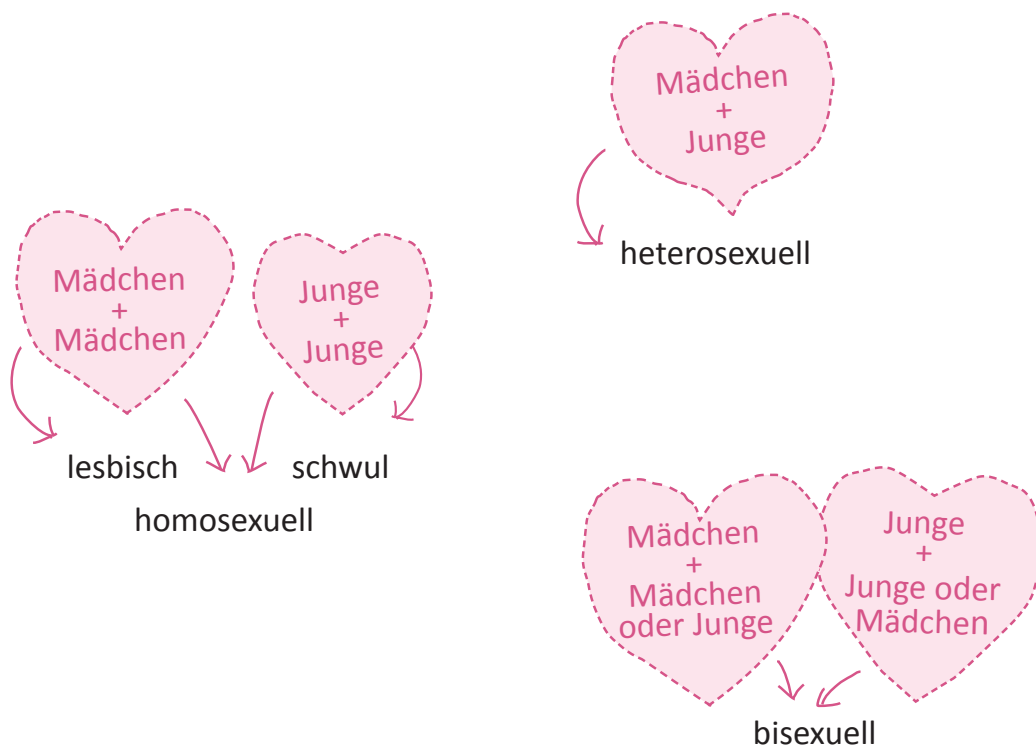 Mädchen
+
Junge
heterosexuell
Mädchen
+
Mädchen
Junge
+
Junge
lesbisch
schwul
homosexuell
Mädchen
+
Mädchen
oder Junge
Junge
+
Junge oder
Mädchen
bisexuell